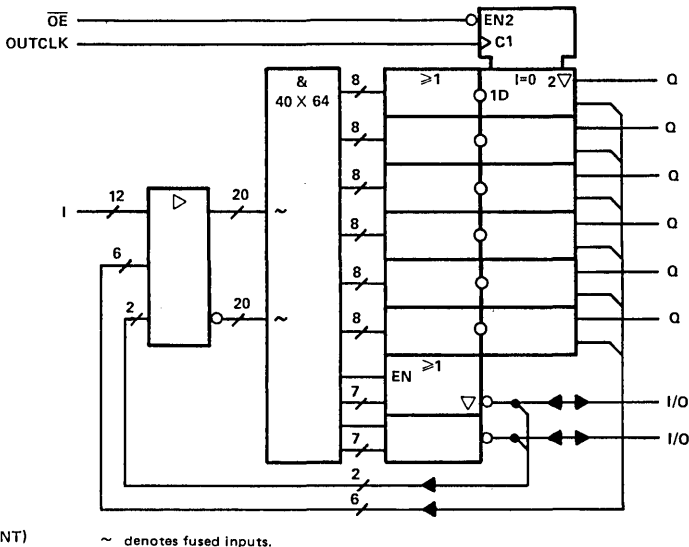 OE EN2
OUTCLK C1
& 8 ≥1 I=0 2▽ Q
40 X 64 1D
8 Q
8 Q
12 ▷ 20 8 Q
I ~
6 8 Q
2 20 8 Q
~
≥1
EN
7 ▽ I/O
7 I/O
2
6
NT) ~ denotes fused inputs.